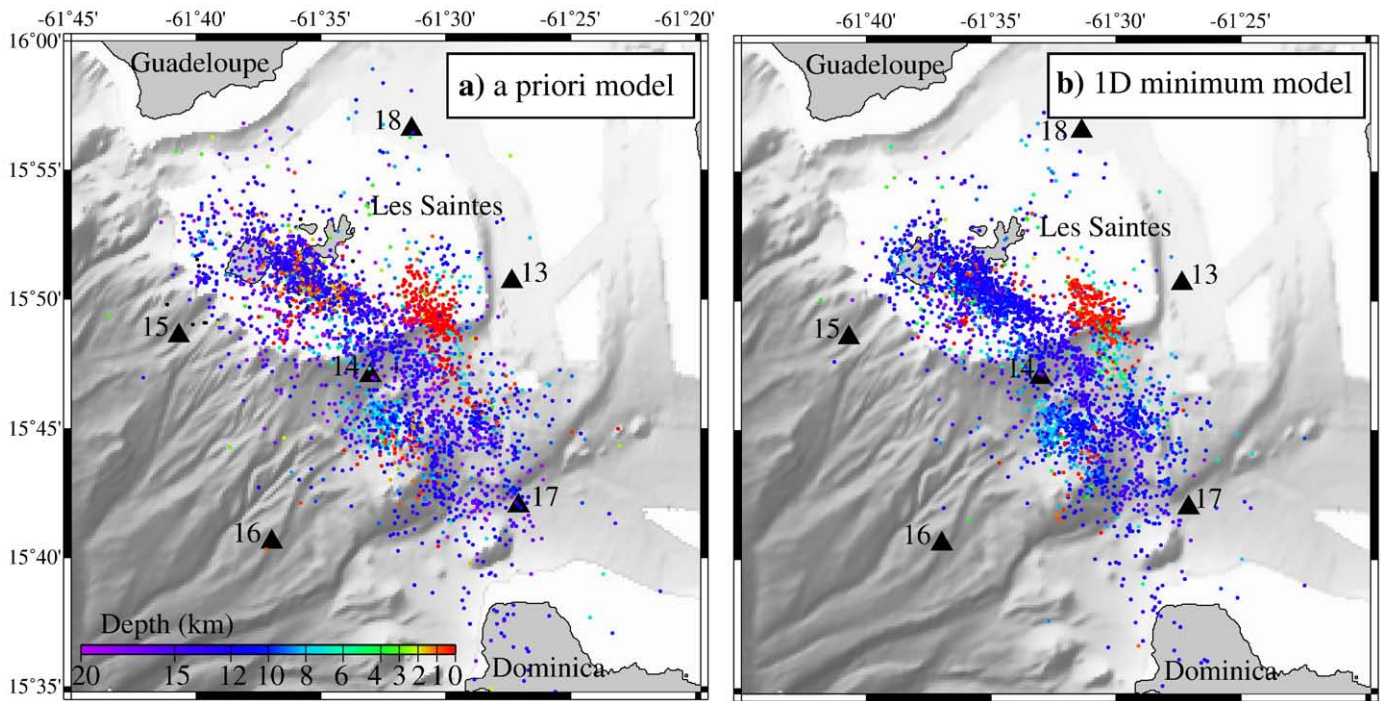 -61°45' -61°40' -61°35' -61°30' -61°25' -61°20'
-61°40' -61°35' -61°30' -61°25'
16°00'
15°55'
15°50'
15°45'
15°40'
15°35'
Guadeloupe
a) a priori model
18
Les Saintes
13
15
14
17
16
Depth (km)
20 15 12 10 8 6 4 3 2 1 0
Dominica
Guadeloupe
b) 1D minimum model
18
Les Saintes
13
15
14
17
16
Dominica